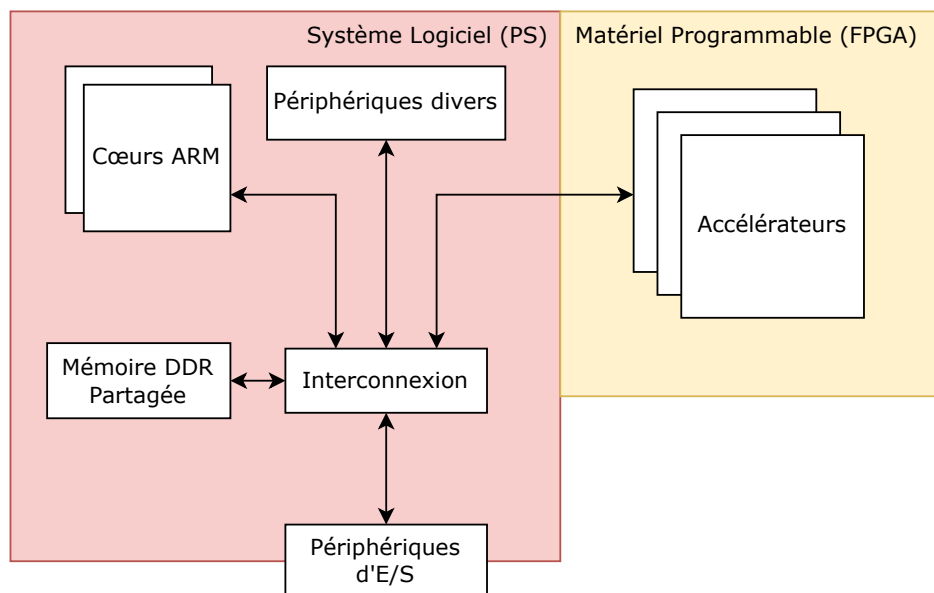 Système Logiciel (PS)
Matériel Programmable (FPGA)
Périphériques divers
Cœurs ARM
Accélérateurs
Mémoire DDR
Partagée
Interconnexion
Périphériques
d'E/S